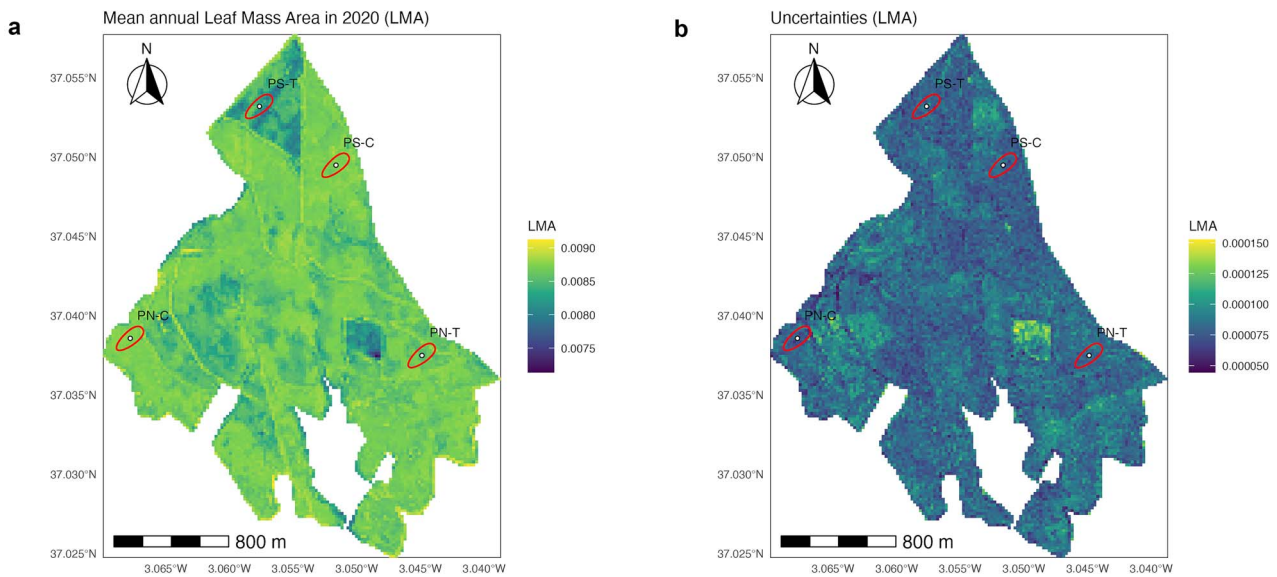 a
Mean annual Leaf Mass Area in 2020 (LMA)
N
37.055°N
37.050°N
37.045°N
37.040°N
37.035°N
37.030°N
37.025°N
PS-T
PS-C
PN-C
PN-T
800 m
3.065°W 3.060°W 3.055°W 3.050°W 3.045°W 3.040°W
LMA
0.0090
0.0085
0.0080
0.0075
b
Uncertainties (LMA)
N
37.055°N
37.050°N
37.045°N
37.040°N
37.035°N
37.030°N
37.025°N
PS-T
PS-C
PN-C
PN-T
800 m
3.065°W 3.060°W 3.055°W 3.050°W 3.045°W 3.040°W
LMA
0.000150
0.000125
0.000100
0.000075
0.000050